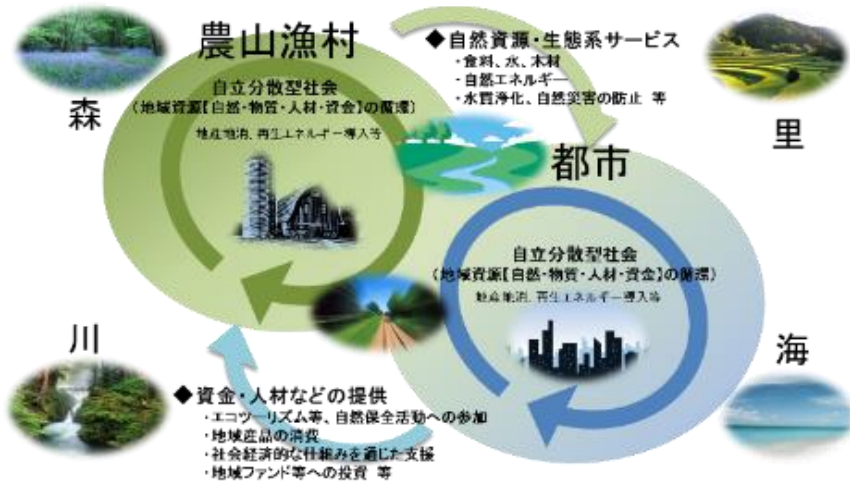 農山漁村
自立分散型社会
(地域資源【自然・物質・人材・資金】の循環)
地産地消、再生エネルギー導入等
◆自然資源・生態系サービス
・食料、水、木材
・自然エネルギー
・水質浄化、自然災害の防止 等
森
里
都市
自立分散型社会
(地域資源【自然・物質・人材・資金】の循環)
地産地消、再生エネルギー導入等
川
海
◆資金・人材などの提供
・エコツーリズム等、自然保全活動への参加
・地域産品の消費
・社会経済的な仕組みを通じた支援
・地域ファンド等への投資 等